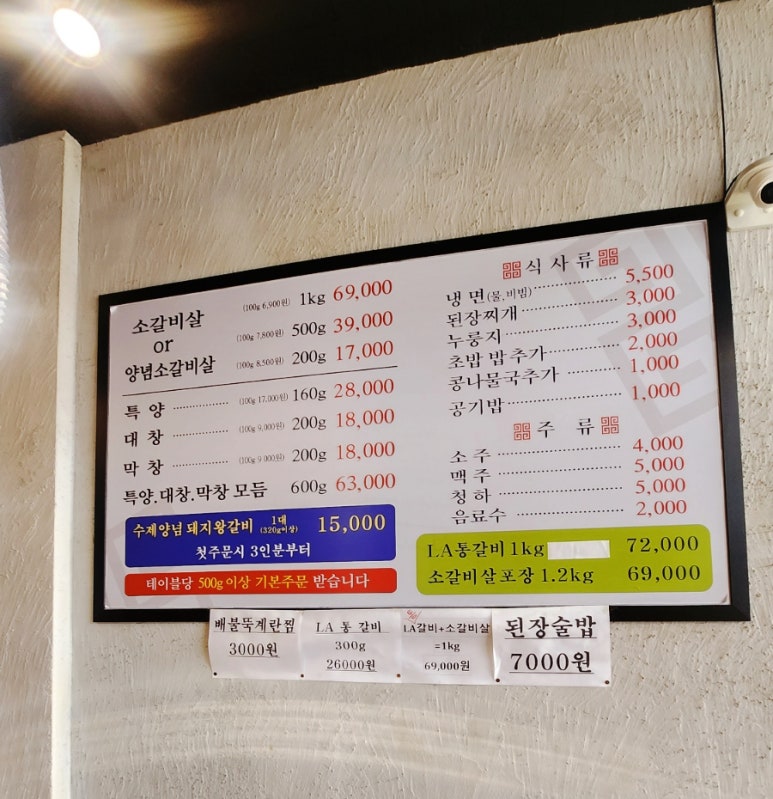 소갈비살
or
양념소갈비살
(100g 6,900원) 1kg 69,000
(100g 7,800원) 500g 39,000
(100g 8,500원) 200g 17,000
특 양 (100g 17,000원) 160g 28,000
대 창 (100g 9,000원) 200g 18,000
막 창 (100g 9,000원) 200g 18,000
특양.대창.막창 모듬 600g 63,000
수제양념 돼지왕갈비 1대 (320g이상) 15,000
첫주문시 3인분부터
테이블당 500g이상 기본주문 받습니다
식 사 류
냉 면(물,비빔) 5,500
된장찌개 3,000
누룽지 3,000
초밥 밥 추가 2,000
콩나물국추가 1,000
공기밥 1,000
주 류
소 주 4,000
맥 주 5,000
청 하 5,000
음료수 2,000
LA통갈비 1kg 72,000
소갈비살포장 1.2kg 69,000
배불뚝계란찜
3000원
LA 통 갈비
300g
26000원
LA갈비+소갈비살
=1kg
69,000원
된장술밥
7000원